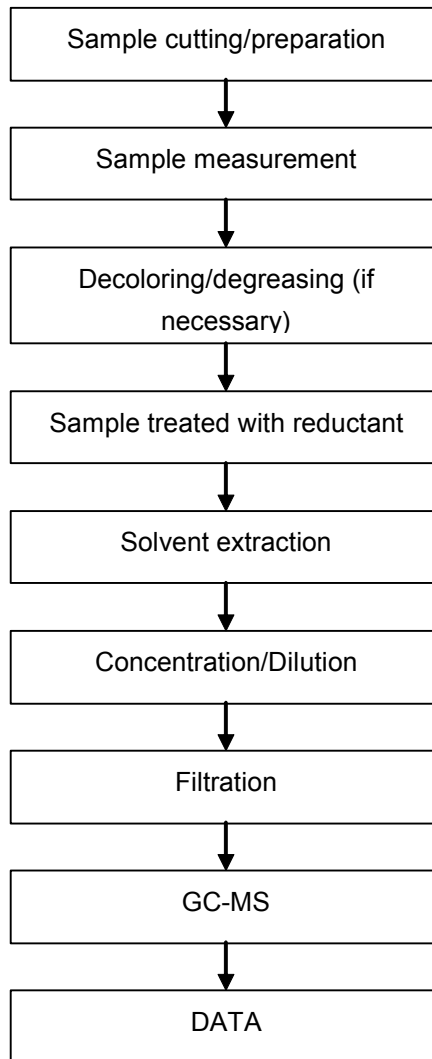 Sample cutting/preparation
Sample measurement
Decoloring/degreasing (if
necessary)
Sample treated with reductant
Solvent extraction
Concentration/Dilution
Filtration
GC-MS
DATA